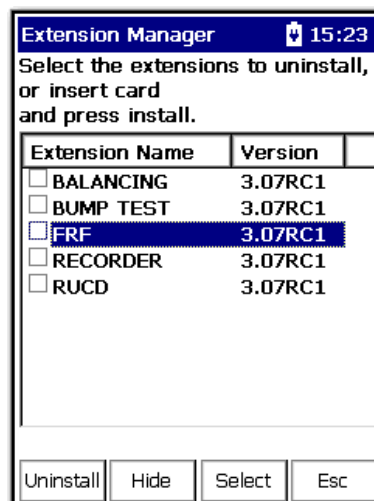 Extension Manager 15:23
Select the extensions to uninstall,
or insert card
and press install.
Extension Name Version
BALANCING 3.07RC1
BUMP TEST 3.07RC1
FRF 3.07RC1
RECORDER 3.07RC1
RUCD 3.07RC1
Uninstall Hide Select Esc